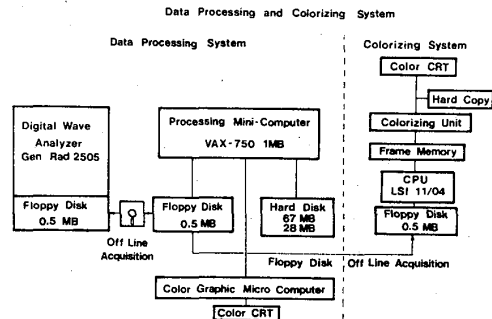 Data Processing and Colorizing System
Data Processing System
Colorizing System
Color CRT
Hard Copy
Colorizing Unit
Frame Memory
CPU
LSI 11/04
Floppy Disk
0.5 MB
Digital Wave
Analyzer
Gen Rad 2505
Floppy Disk
0.5 MB
Off Line
Acquisition
Processing Mini-Computer
VAX-750 1MB
Floppy Disk
0.5 MB
Hard Disk
67 MB
28 MB
Floppy Disk
Off Line Acquisition
Color Graphic Micro Computer
Color CRT